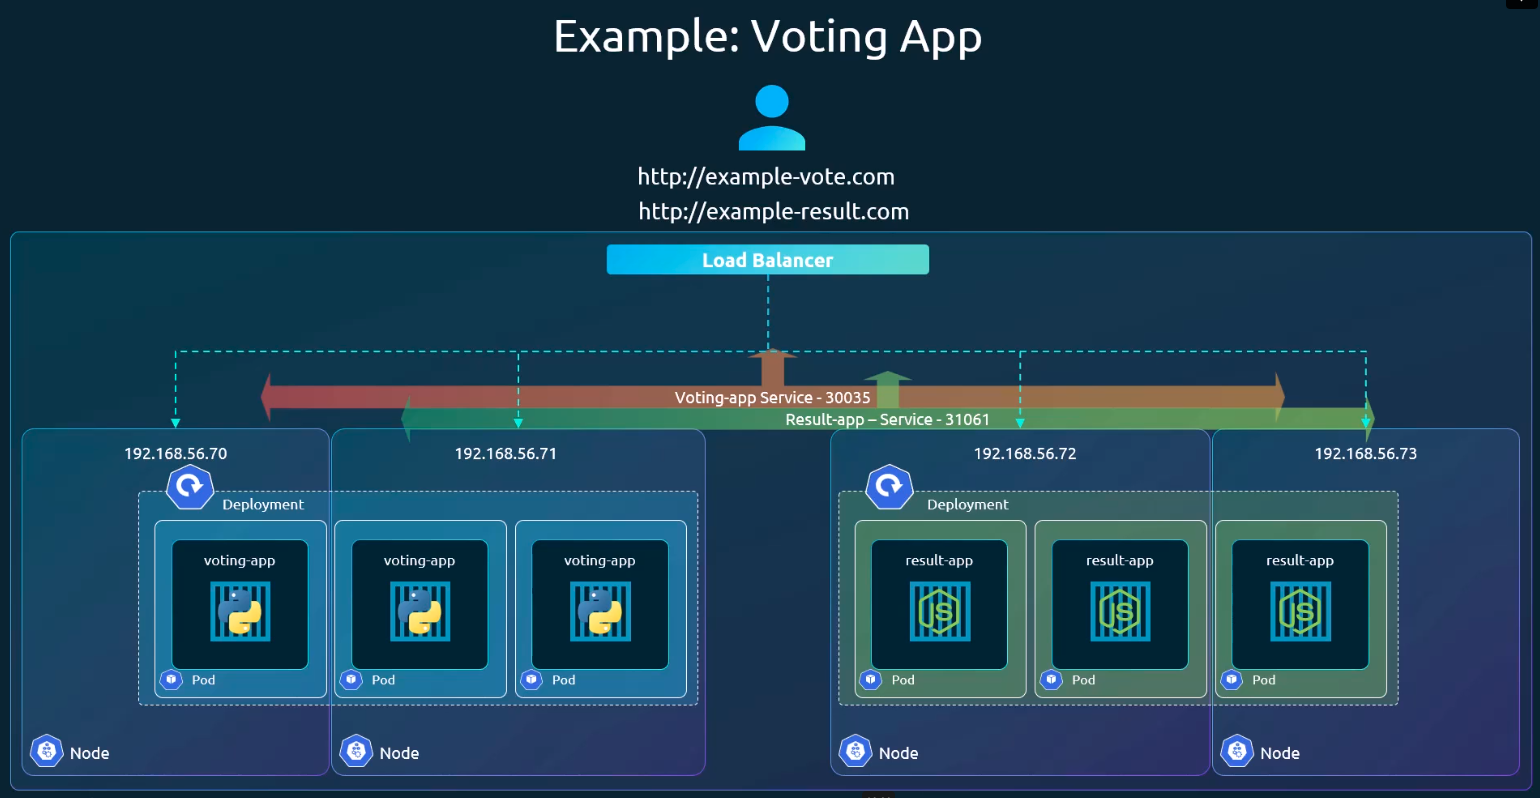 Example: Voting App
http://example-vote.com
http://example-result.com
Load Balancer
Voting-app Service - 30035
Result-app – Service - 31061
192.168.56.70
192.168.56.71
192.168.56.72
192.168.56.73
Deployment
Deployment
voting-app
voting-app
voting-app
result-app
result-app
result-app
JS
JS
JS
Pod
Pod
Pod
Pod
Pod
Pod
Node
Node
Node
Node